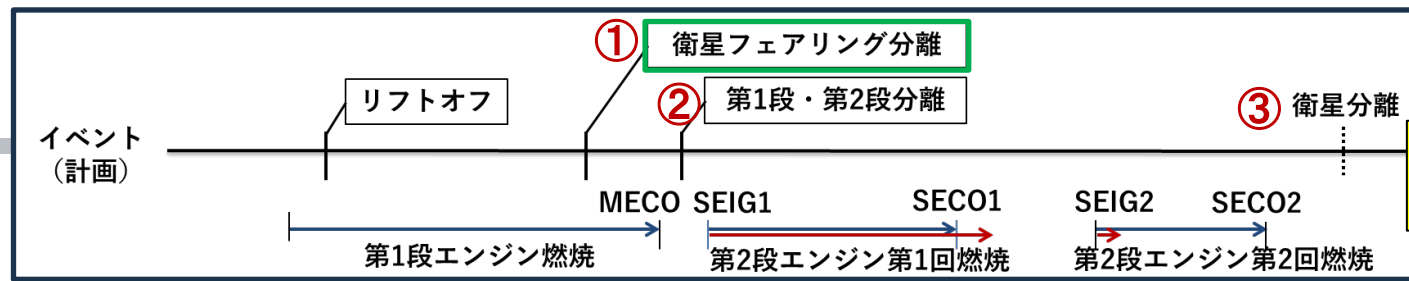 ① 衛星フェアリング分離
リフトオフ
② 第1段・第2段分離
③ 衛星分離
イベント
（計画）
MECO SEIG1 SECO1 SEIG2 SECO2
第1段エンジン燃焼
第2段エンジン第1回燃焼
第2段エンジン第2回燃焼